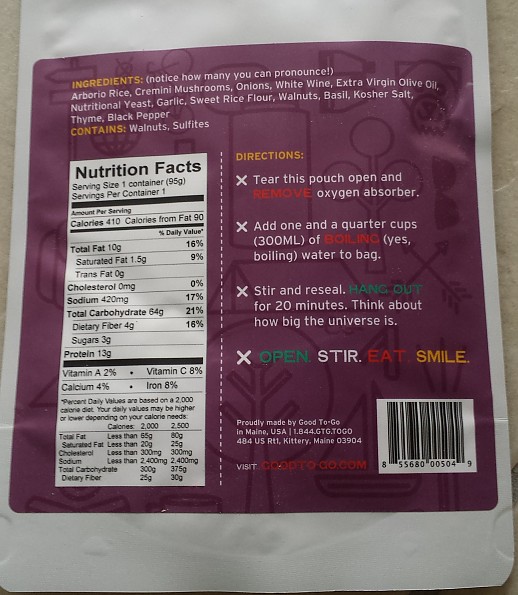 INGREDIENTS: (notice how many you can pronounce!)
Arborio Rice, Cremini Mushrooms, Onions, White Wine, Extra Virgin Olive Oil,
Nutritional Yeast, Garlic, Sweet Rice Flour, Walnuts, Basil, Kosher Salt,
Thyme, Black Pepper
CONTAINS: Walnuts, Sulfites
Nutrition Facts
Serving Size 1 container (95g)
Servings Per Container 1
Amount Per Serving
Calories 410 Calories from Fat 90
% Daily Value*
Total Fat 10g 16%
Saturated Fat 1.5g 9%
Trans Fat 0g
Cholesterol 0mg 0%
Sodium 420mg 17%
Total Carbohydrate 64g 21%
Dietary Fiber 4g 16%
Sugars 3g
Protein 13g
Vitamin A 2% • Vitamin C 8%
Calcium 4% • Iron 8%
*Percent Daily Values are based on a 2,000
calorie diet. Your daily values may be higher
or lower depending on your calorie needs:
Calories: 2,000 2,500
Total Fat Less than 65g 80g
Saturated Fat Less than 20g 25g
Cholesterol Less than 300mg 300mg
Sodium Less than 2,400mg 2,400mg
Total Carbohydrate 300g 375g
Dietary Fiber 25g 30g
DIRECTIONS:
X Tear this pouch open and
REMOVE oxygen absorber.
X Add one and a quarter cups
(300ML) of BOILING (yes,
boiling) water to bag.
X Stir and reseal. HANG OUT
for 20 minutes. Think about
how big the universe is.
X OPEN. STIR. EAT. SMILE.
Proudly made by Good To-Go
in Maine, USA | 1.844.GTG.TOGO
484 US Rt1, Kittery, Maine 03904
VISIT GOODTO-GO.COM
8 55680 00504 9